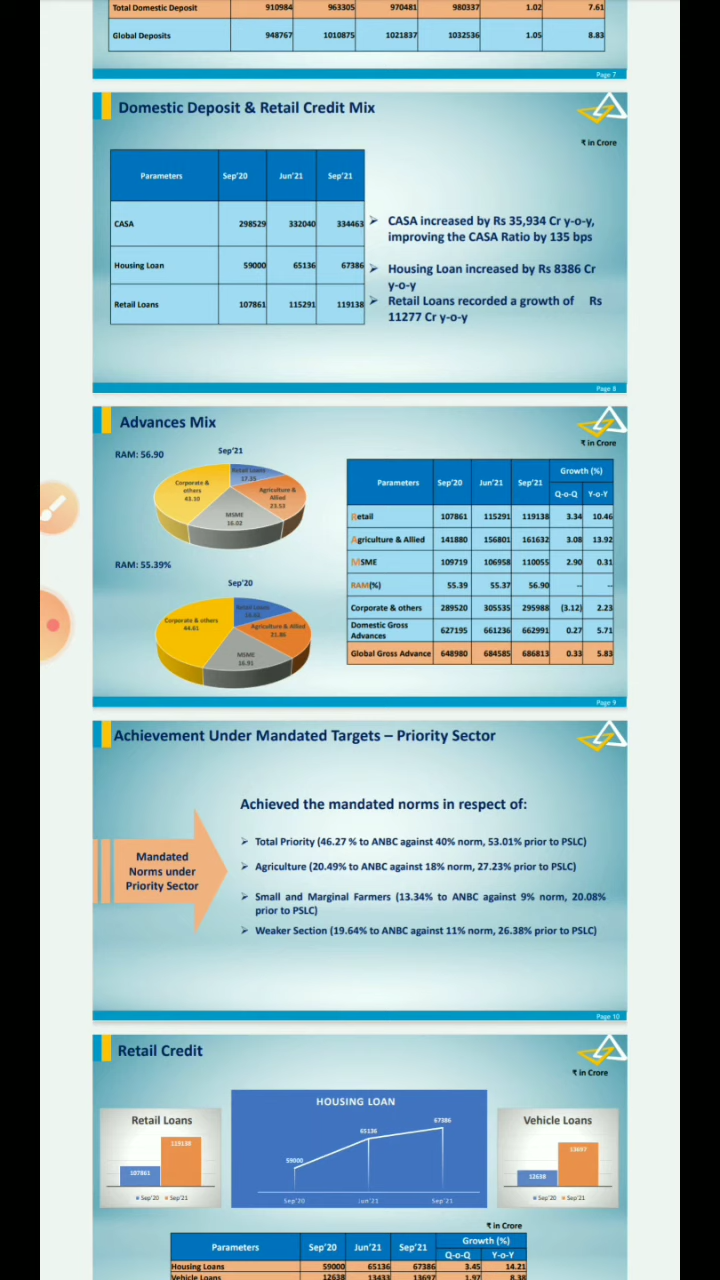 Total Domestic Deposit 910984 963305 970481 980337 1.02 7.61
Global Deposits 948767 1010875 1021837 1032536 1.05 8.83
Page 7
Domestic Deposit & Retail Credit Mix
₹ in Crore
Parameters Sep'20 Jun'21 Sep'21
CASA 298529 332040 334463
Housing Loan 59000 65136 67386
Retail Loans 107861 115291 119138
➢ CASA increased by Rs 35,934 Cr y-o-y,
improving the CASA Ratio by 135 bps
➢ Housing Loan increased by Rs 8386 Cr
y-o-y
➢ Retail Loans recorded a growth of Rs
11277 Cr y-o-y
Page 8
Advances Mix
₹ in Crore
RAM: 56.90
Sep'21
Retail Loans
Corporate &
others
43.10
Agriculture &
Allied
MSME
RAM: 55.39%
Sep'20
Retail Loans
Corporate & others
44.61
Agriculture & Allied
21.86
MSME
16.91
Parameters Sep'20 Jun'21 Sep'21 Growth (%)
Q-o-Q Y-o-Y
Retail 107861 115291 119138 3.34 10.46
Agriculture & Allied 141880 156801 161632 3.08 13.92
MSME 109719 106958 110055 2.90 0.31
RAM(%) 55.39 55.37 56.90 -- --
Corporate & others 289520 305535 295988 (3.12) 2.23
Domestic Gross
Advances 627195 661236 662991 0.27 5.71
Global Gross Advance 648980 684585 686813 0.33 5.83
Page 9
Achievement Under Mandated Targets – Priority Sector
Mandated
Norms under
Priority Sector
Achieved the mandated norms in respect of:
➢ Total Priority (46.27 % to ANBC against 40% norm, 53.01% prior to PSLC)
➢ Agriculture (20.49% to ANBC against 18% norm, 27.23% prior to PSLC)
➢ Small and Marginal Farmers (13.34% to ANBC against 9% norm, 20.08%
prior to PSLC)
➢ Weaker Section (19.64% to ANBC against 11% norm, 26.38% prior to PSLC)
Page 10
Retail Credit
₹ in Crore
Retail Loans
107861
119138
Sep'20 Sep'21
HOUSING LOAN
59000
65136
67386
Sep'20 Jun'21 Sep'21
Vehicle Loans
12638
13697
Sep'20 Sep'21
₹ in Crore
Parameters Sep'20 Jun'21 Sep'21 Growth (%)
Q-o-Q Y-o-Y
Housing Loans 59000 65136 67386 3.45 14.21
Vehicle Loans 12638 13433 13697 1.97 8.38